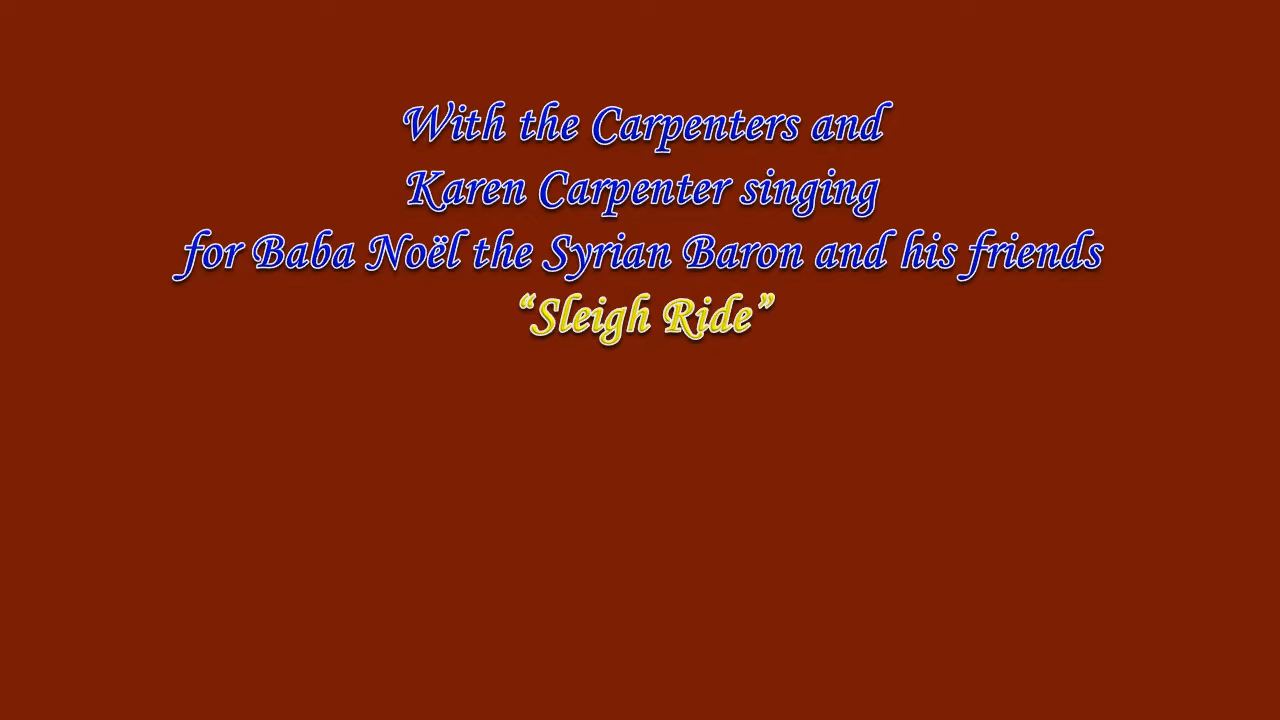 With the Carpenters and
Karen Carpenter singing
for Baba Noël the Syrian Baron and his friends
“Sleigh Ride”